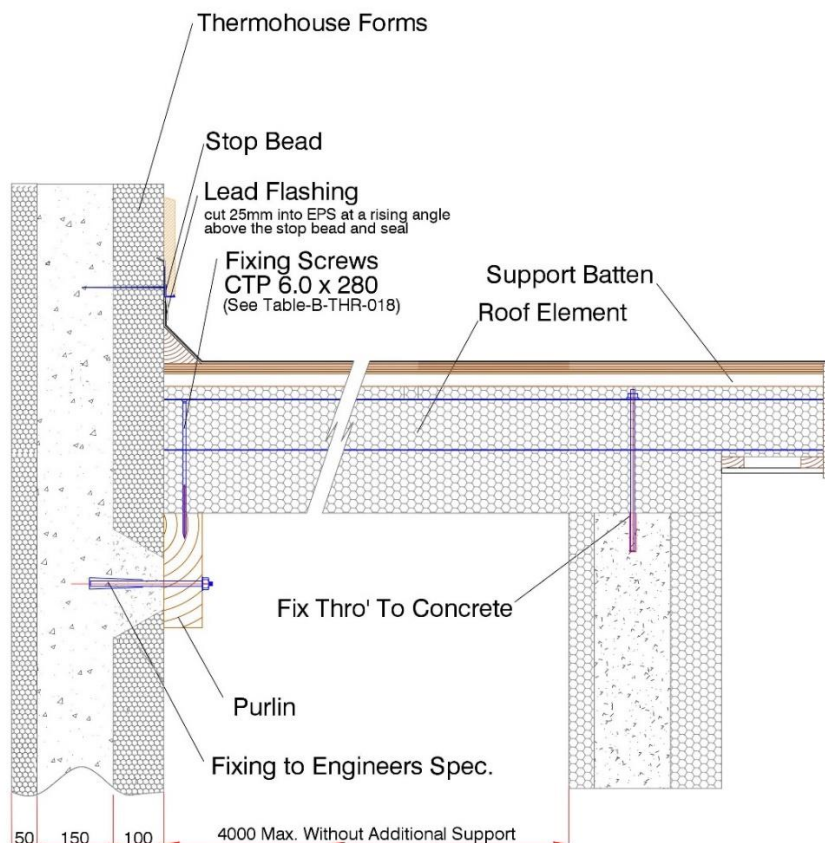 Thermohouse Forms
Stop Bead
Lead Flashing
cut 25mm into EPS at a rising angle
above the stop bead and seal
Fixing Screws
CTP 6.0 x 280
(See Table-B-THR-018)
Support Batten
Roof Element
Fix Thro' To Concrete
Purlin
Fixing to Engineers Spec.
50
150
100
4000 Max. Without Additional Support